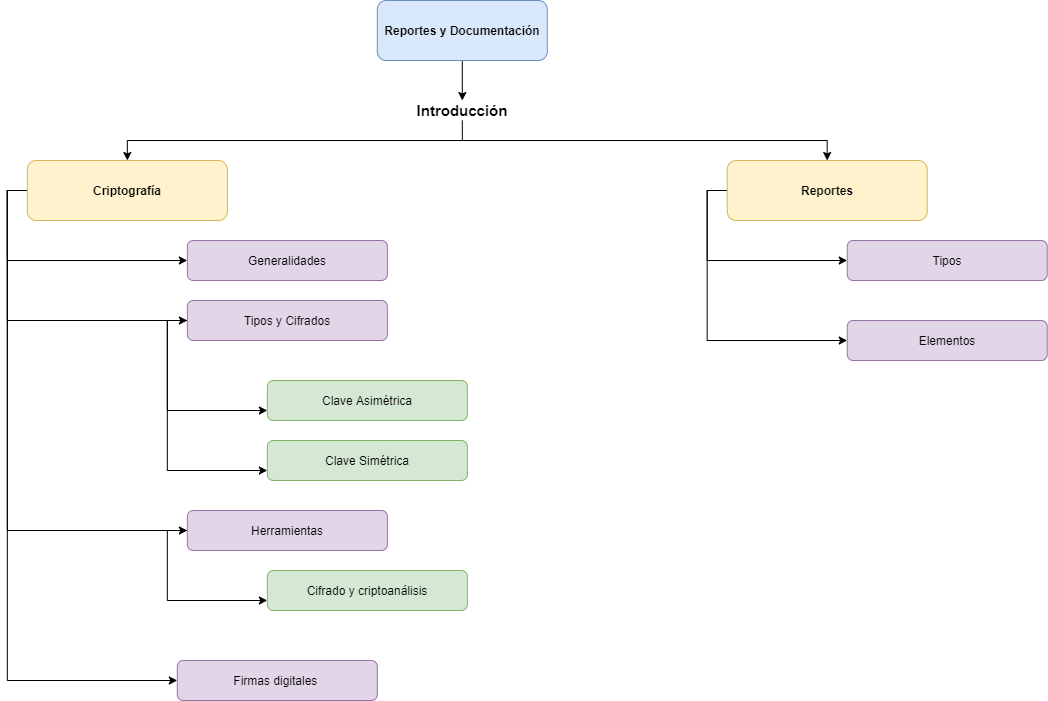 Reportes y Documentación
Introducción
Criptografía
Reportes
Generalidades
Tipos
Tipos y Cifrados
Elementos
Clave Asimétrica
Clave Simétrica
Herramientas
Cifrado y criptoanálisis
Firmas digitales